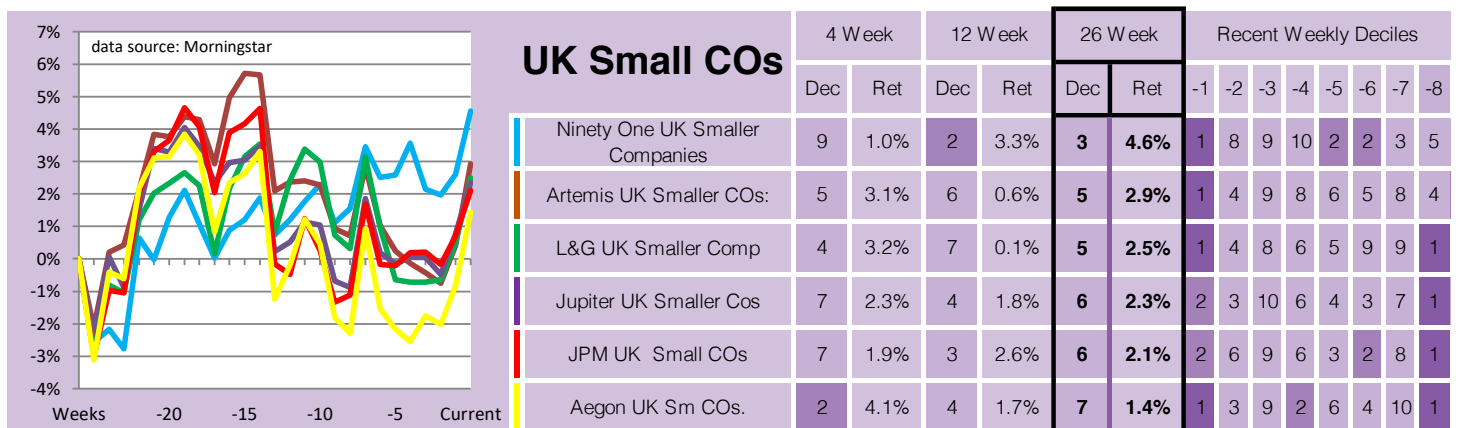 7%
data source: Morningstar
6%
5%
4%
3%
2%
1%
0%
-1%
-2%
-3%
-4%
Weeks -20 -15 -10 -5 Current
UK Small COs
4 Week 12 Week 26 Week Recent Weekly Deciles
Dec Ret Dec Ret Dec Ret -1 -2 -3 -4 -5 -6 -7 -8
Ninety One UK Smaller
Companies
9 1.0% 2 3.3% 3 4.6% 1 8 9 10 2 2 3 5
Artemis UK Smaller COs: 5 3.1% 6 0.6% 5 2.9% 1 4 9 8 6 5 8 4
L&G UK Smaller Comp 4 3.2% 7 0.1% 5 2.5% 1 4 8 6 5 9 9 1
Jupiter UK Smaller Cos 7 2.3% 4 1.8% 6 2.3% 2 3 10 6 4 3 7 1
JPM UK Small COs 7 1.9% 3 2.6% 6 2.1% 2 6 9 6 3 2 8 1
Aegon UK Sm COs. 2 4.1% 4 1.7% 7 1.4% 1 3 9 2 6 4 10 1